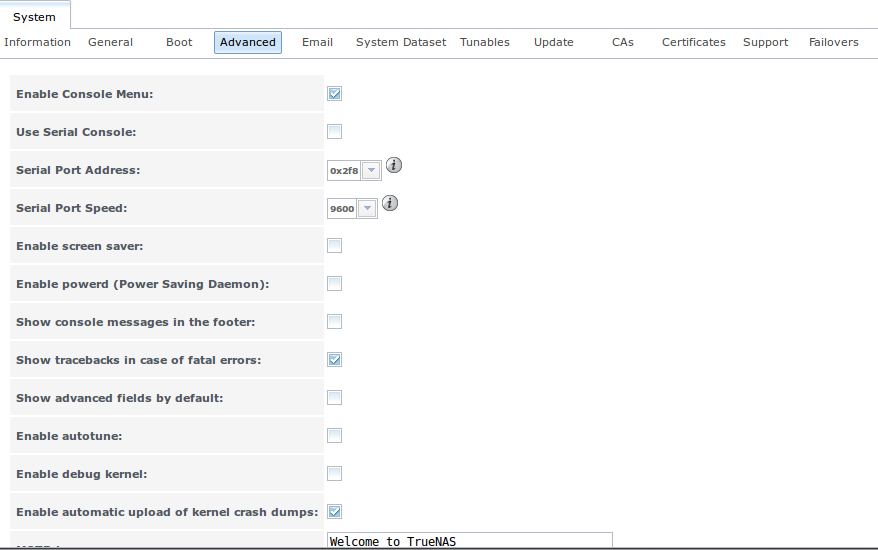 System
Information General Boot Advanced Email System Dataset Tunables Update CAs Certificates Support Failovers
Enable Console Menu:
Use Serial Console:
Serial Port Address: 0x2f8
Serial Port Speed: 9600
Enable screen saver:
Enable powerd (Power Saving Daemon):
Show console messages in the footer:
Show tracebacks in case of fatal errors:
Show advanced fields by default:
Enable autotune:
Enable debug kernel:
Enable automatic upload of kernel crash dumps:
Welcome to TrueNAS